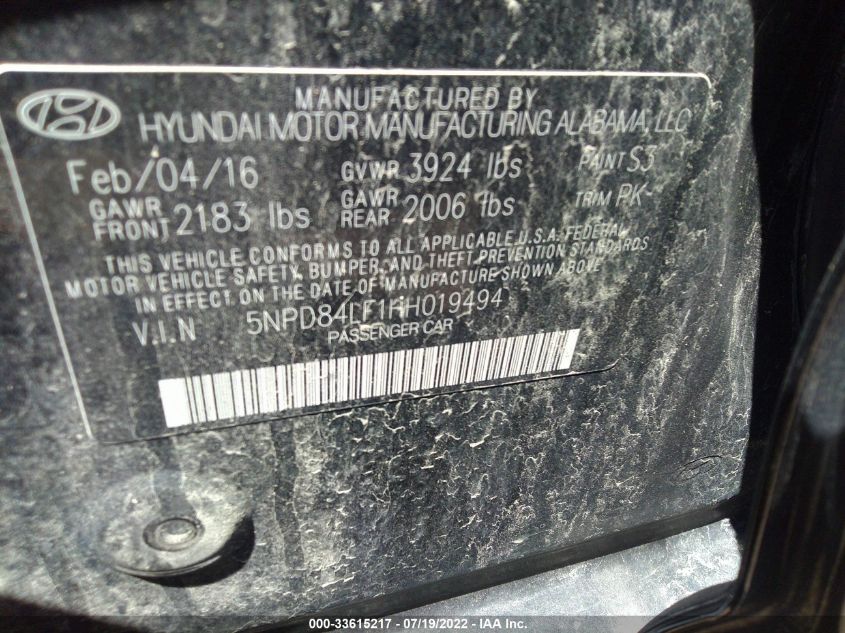 MANUFACTURED BY
HYUNDAI MOTOR MANUFACTURING ALABAMA, LLC
Feb/04/16 GVWR 3924 lbs PAINT S3
GAWR FRONT 2183 lbs GAWR REAR 2006 lbs TRIM PK
THIS VEHICLE CONFORMS TO ALL APPLICABLE U.S.A. FEDERAL
MOTOR VEHICLE SAFETY, BUMPER, AND THEFT PREVENTION STANDARDS
IN EFFECT ON THE DATE OF MANUFACTURE SHOWN ABOVE
V.I.N 5NPD84LF1HH019494
PASSENGER CAR
000-33615217 - 07/19/2022 - IAA Inc.